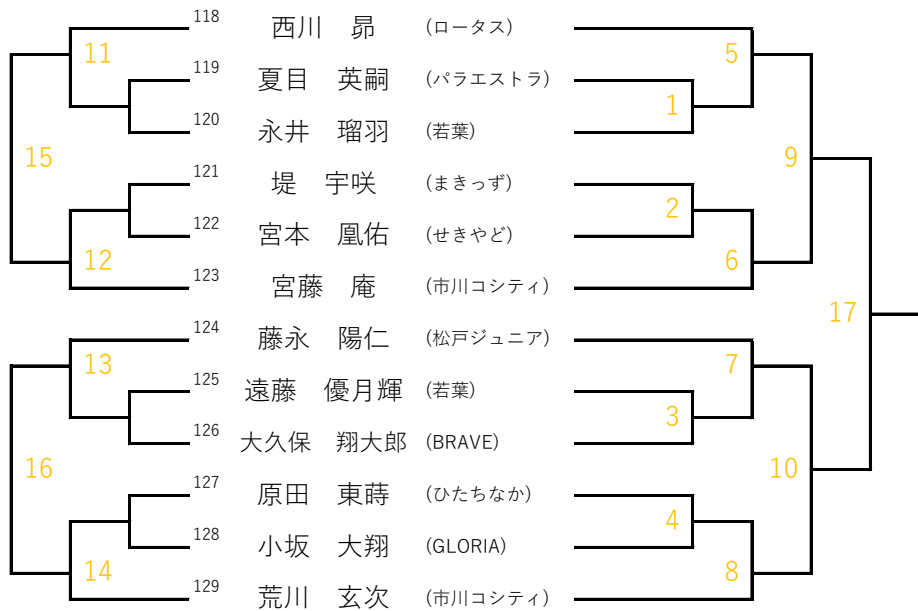 118 西川 昴 (ロータス)
11 5
119 夏目 英嗣 (パラエストラ)
1
120 永井 瑠羽 (若葉)
15 9
121 堤 宇咲 (まきっず)
2
122 宮本 凰佑 (せきやど)
12 6
123 宮藤 庵 (市川コシティ)
17
124 藤永 陽仁 (松戸ジュニア)
13 7
125 遠藤 優月輝 (若葉)
3
126 大久保 翔大郎 (BRAVE)
16 10
127 原田 東蒔 (ひたちなか)
4
128 小坂 大翔 (GLORIA)
14 8
129 荒川 玄次 (市川コシティ)